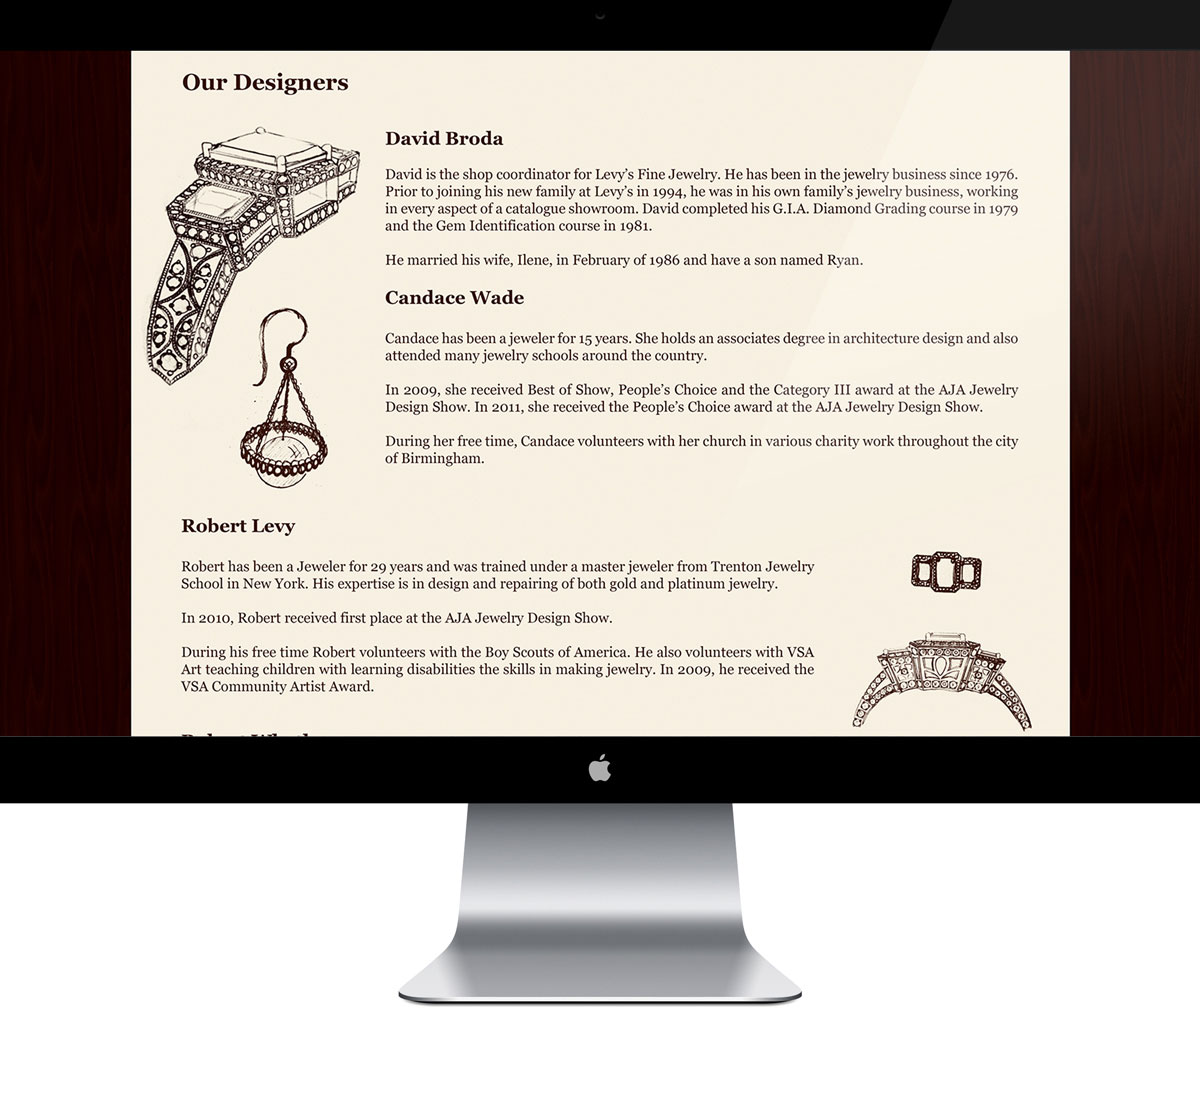 Our Designers
David Broda
David is the shop coordinator for Levy’s Fine Jewelry. He has been in the jewelry business since 1976.
Prior to joining his new family at Levy’s in 1994, he was in his own family’s jewelry business, working
in every aspect of a catalogue showroom. David completed his G.I.A. Diamond Grading course in 1979
and the Gem Identification course in 1981.
He married his wife, Ilene, in February of 1986 and have a son named Ryan.
Candace Wade
Candace has been a jeweler for 15 years. She holds an associates degree in architecture design and also
attended many jewelry schools around the country.
In 2009, she received Best of Show, People’s Choice and the Category III award at the AJA Jewelry
Design Show. In 2011, she received the People’s Choice award at the AJA Jewelry Design Show.
During her free time, Candace volunteers with her church in various charity work throughout the city
of Birmingham.
Robert Levy
Robert has been a Jeweler for 29 years and was trained under a master jeweler from Trenton Jewelry
School in New York. His expertise is in design and repairing of both gold and platinum jewelry.
In 2010, Robert received first place at the AJA Jewelry Design Show.
During his free time Robert volunteers with the Boy Scouts of America. He also volunteers with VSA
Art teaching children with learning disabilities the skills in making jewelry. In 2009, he received the
VSA Community Artist Award.